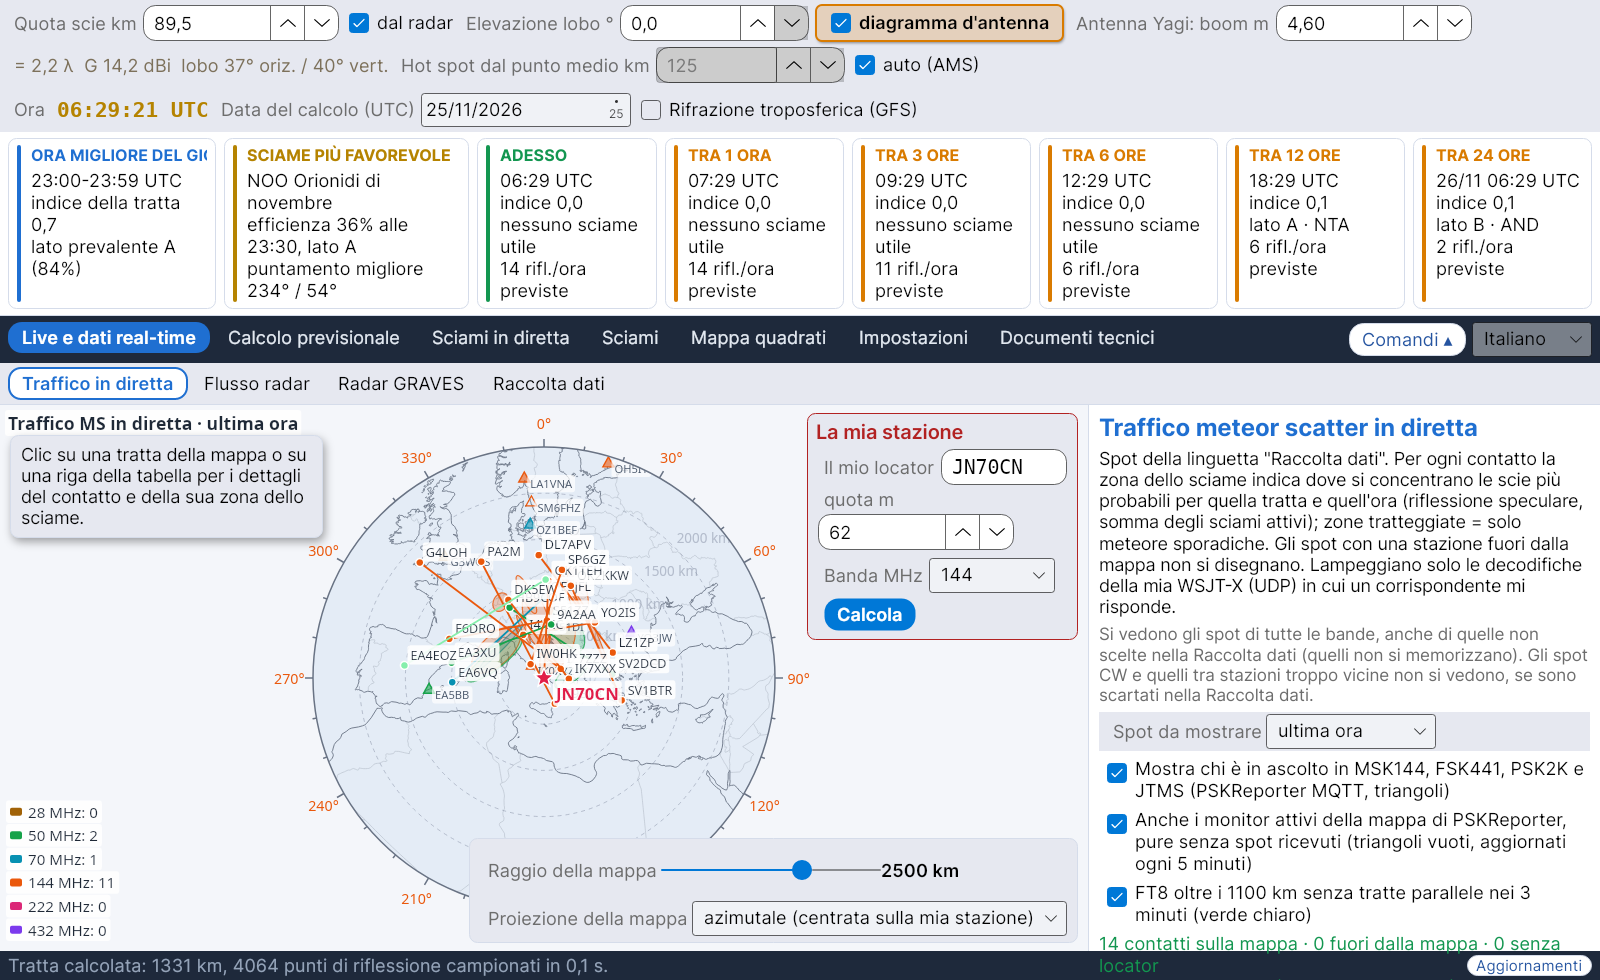 Quota scie km 89,5 dal radar Elevazione lobo ° 0,0 diagramma d'antenna Antenna Yagi: boom m 4,60
= 2,2 λ G 14,2 dBi lobo 37° oriz. / 40° vert. Hot spot dal punto medio km 125 auto (AMS)
Ora 06:29:21 UTC Data del calcolo (UTC) 25/11/2026 25 Rifrazione troposferica (GFS)
ORA MIGLIORE DEL GIO
23:00-23:59 UTC
indice della tratta
0,7
lato prevalente A
(84%)
SCIAME PIÙ FAVOREVOLE
NOO Orionidi di
novembre
efficienza 36% alle
23:30, lato A
puntamento migliore
234° / 54°
ADESSO
06:29 UTC
indice 0,0
nessuno sciame
utile
14 rifl./ora
previste
TRA 1 ORA
07:29 UTC
indice 0,0
nessuno sciame
utile
14 rifl./ora
previste
TRA 3 ORE
09:29 UTC
indice 0,0
nessuno sciame
utile
11 rifl./ora
previste
TRA 6 ORE
12:29 UTC
indice 0,0
nessuno sciame
utile
6 rifl./ora
previste
TRA 12 ORE
18:29 UTC
indice 0,1
lato A · NTA
6 rifl./ora
previste
TRA 24 ORE
26/11 06:29 UTC
indice 0,1
lato B · AND
2 rifl./ora
previste
Live e dati real-time Calcolo previsionale Sciami in diretta Sciami Mappa quadrati Impostazioni Documenti tecnici Comandi ▴ Italiano
Traffico in diretta Flusso radar Radar GRAVES Raccolta dati
Traffico MS in diretta · ultima ora
Clic su una tratta della mappa o su
una riga della tabella per i dettagli
del contatto e della sua zona dello
sciame.
0°
330°
30°
300°
60°
270°
90°
240°
120°
210°
2000 km
1500 km
LA1VNA
SM6FHZ
OZ1BEF
DL7APV
G4LOH
PA2M
SP6GZ
DK5EW
9A2AA
YO2IS
F6DRO
LZ1ZP
EA4EOZ
EA3XU
IW0HK
SV2DCD
EA6VQ
IK7XXX
EA5BB
JN70CN
SV1BTR
28 MHz: 0
50 MHz: 2
70 MHz: 1
144 MHz: 11
222 MHz: 0
432 MHz: 0
La mia stazione
Il mio locator JN70CN
quota m
62
Banda MHz 144
Calcola
Raggio della mappa 2500 km
Proiezione della mappa azimutale (centrata sulla mia stazione)
Traffico meteor scatter in diretta
Spot della linguetta "Raccolta dati". Per ogni contatto la
zona dello sciame indica dove si concentrano le scie più
probabili per quella tratta e quell'ora (riflessione speculare,
somma degli sciami attivi); zone tratteggiate = solo
meteore sporadiche. Gli spot con una stazione fuori dalla
mappa non si disegnano. Lampeggiano solo le decodifiche
della mia WSJT-X (UDP) in cui un corrispondente mi
risponde.
Si vedono gli spot di tutte le bande, anche di quelle non
scelte nella Raccolta dati (quelli non si memorizzano). Gli spot
CW e quelli tra stazioni troppo vicine non si vedono, se sono
scartati nella Raccolta dati.
Spot da mostrare ultima ora
Mostra chi è in ascolto in MSK144, FSK441, PSK2K e
JTMS (PSKReporter MQTT, triangoli)
Anche i monitor attivi della mappa di PSKReporter,
pure senza spot ricevuti (triangoli vuoti, aggiornati
ogni 5 minuti)
FT8 oltre i 1100 km senza tratte parallele nei 3
minuti (verde chiaro)
14 contatti sulla mappa · 0 fuori dalla mappa · 0 senza
locator
Tratta calcolata: 1331 km, 4064 punti di riflessione campionati in 0,1 s.
Aggiornamenti